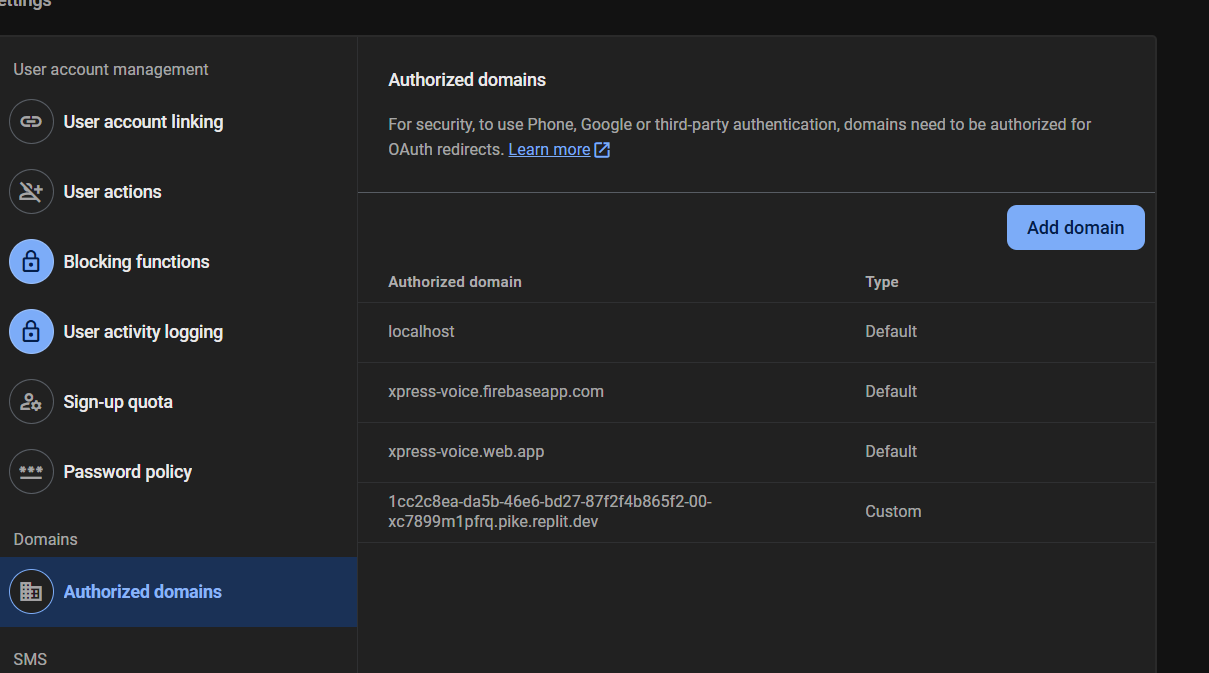 User account management
User account linking
User actions
Blocking functions
User activity logging
Sign-up quota
Password policy
Domains
Authorized domains
SMS
Authorized domains
For security, to use Phone, Google or third-party authentication, domains need to be authorized for
OAuth redirects. Learn more
Add domain
Authorized domain Type
localhost Default
xpress-voice.firebaseapp.com Default
xpress-voice.web.app Default
1cc2c8ea-da5b-46e6-bd27-87f2f4b865f2-00-
xc7899m1pfrq.pike.replit.dev Custom